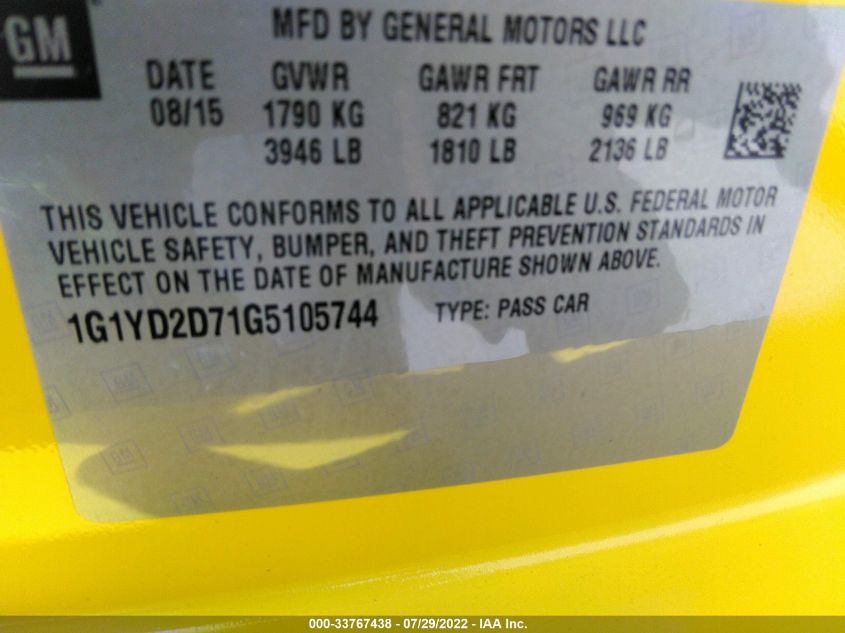 GM
MFD BY GENERAL MOTORS LLC
DATE GVWR GAWR FRT GAWR RR
08/15 1790 KG 821 KG 969 KG
3946 LB 1810 LB 2136 LB
THIS VEHICLE CONFORMS TO ALL APPLICABLE U.S. FEDERAL MOTOR
VEHICLE SAFETY, BUMPER, AND THEFT PREVENTION STANDARDS IN
EFFECT ON THE DATE OF MANUFACTURE SHOWN ABOVE.
1G1YD2D71G5105744 TYPE: PASS CAR
000-33767438 - 07/29/2022 - IAA Inc.